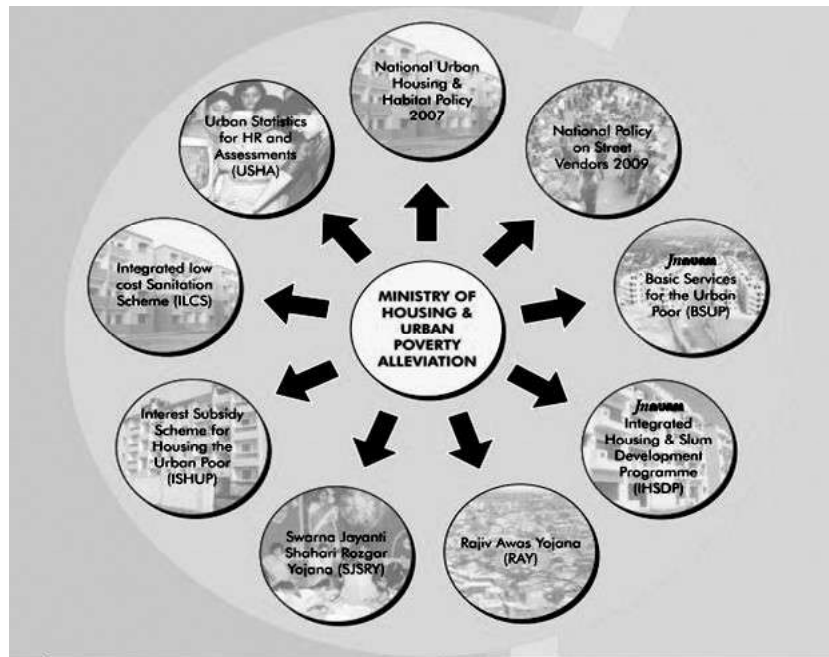 National Urban
Housing &
Habitat Policy
2007
National Policy
on Street
Vendors 2009
JNNURM
Basic Services
for the Urban
Poor (BSUP)
JNNURM
Integrated
Housing & Slum
Development
Programme
(IHSDP)
Rajiv Awas Yojana
(RAY)
Swarna Jayanti
Shahari Rozgar
Yojana (SJSRY)
Interest Subsidy
Scheme for
Housing the
Urban Poor
(ISHUP)
Integrated low
cost Sanitation
Scheme (ILCS)
Urban Statistics
for HR and
Assessments
(USHA)
MINISTRY OF
HOUSING &
URBAN
POVERTY
ALLEVIATION